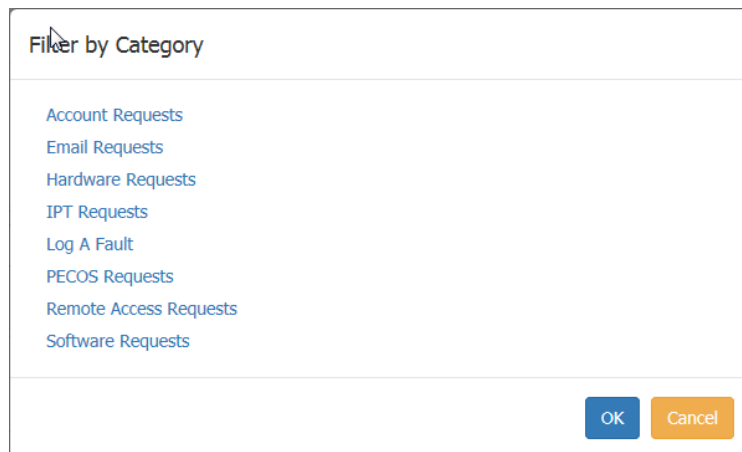 Filter by Category
Account Requests
Email Requests
Hardware Requests
IPT Requests
Log A Fault
PECOS Requests
Remote Access Requests
Software Requests
OK Cancel